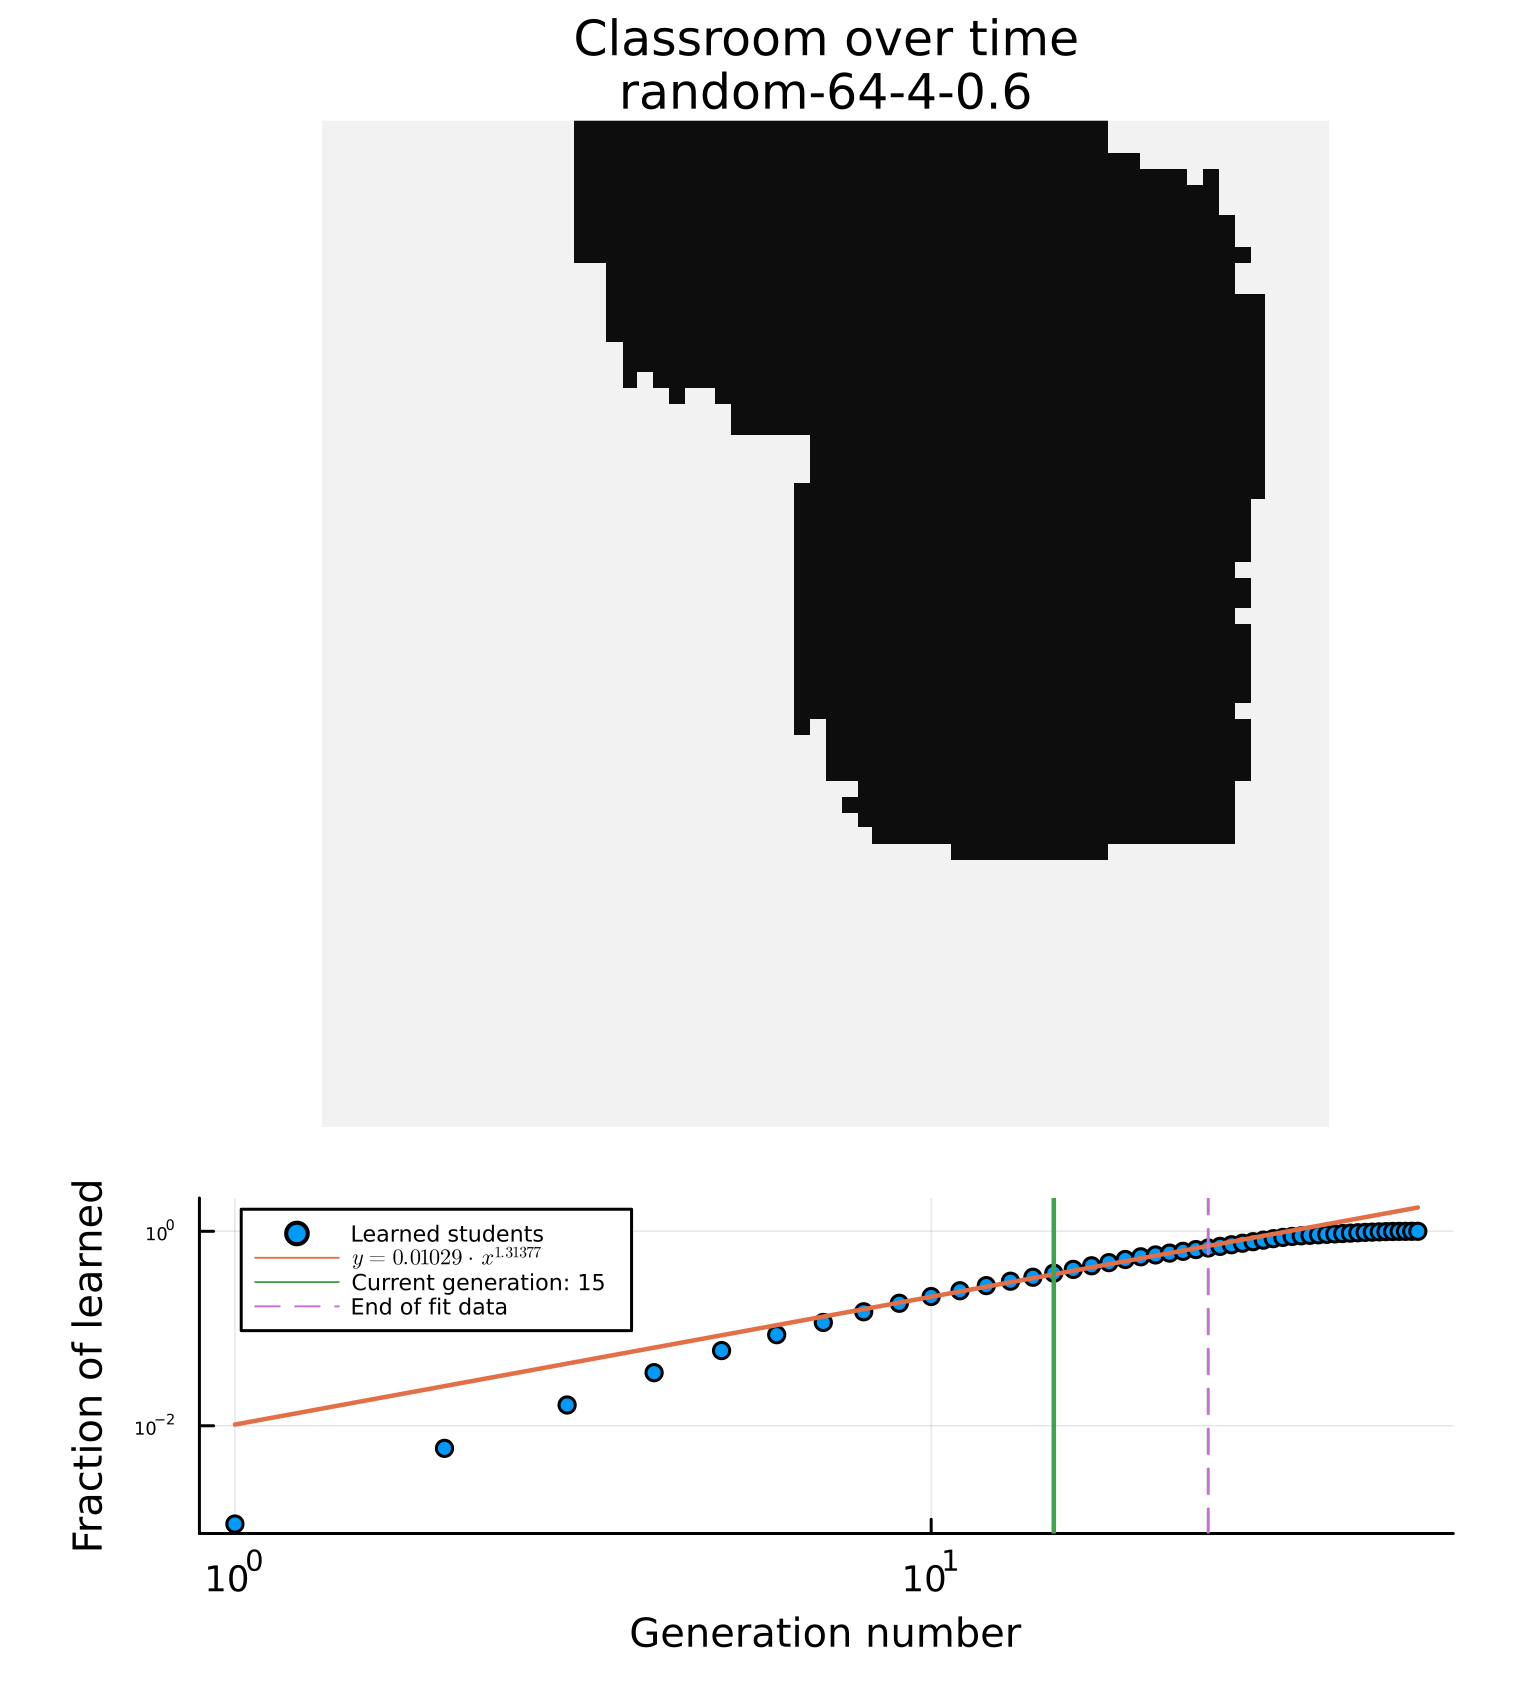 Classroom over time
random-64-4-0.6
Fraction of learned
10^0
10^-2
Learned students
y = 0.01029 · x^1.31377
Current generation: 15
End of fit data
10^0
10^1
Generation number